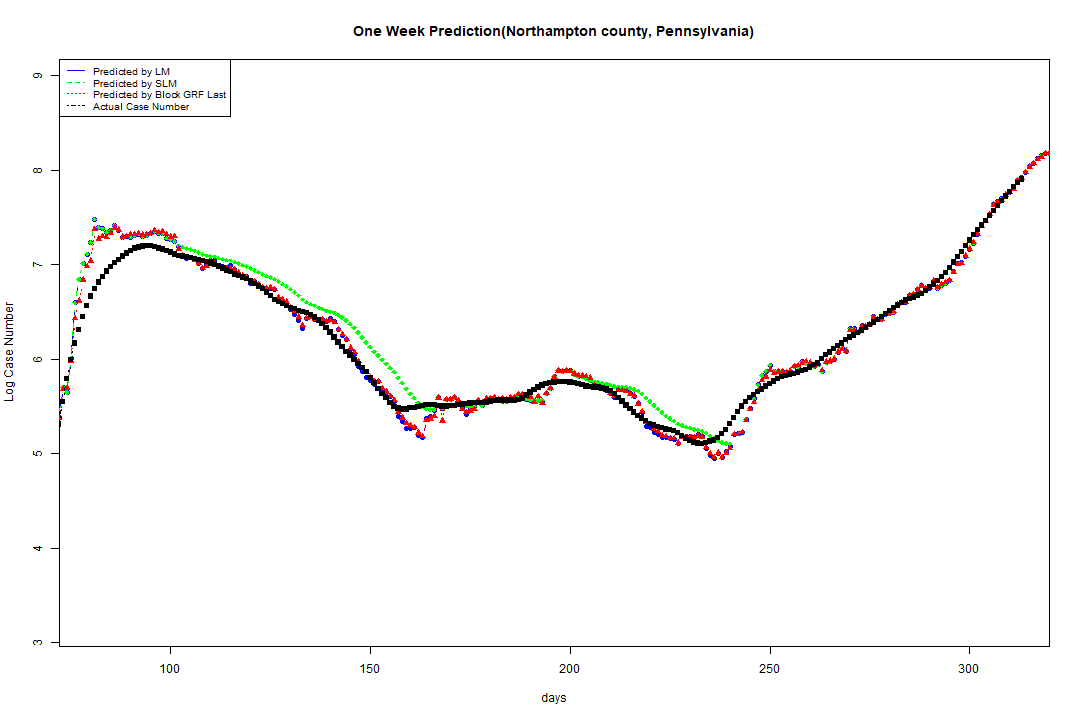 One Week Prediction(Northampton county, Pennsylvania)
Predicted by LM
Predicted by SLM
Predicted by Block GRF Last
Actual Case Number
9
8
7
6
5
4
3
Log Case Number
100 150 200 250 300
days